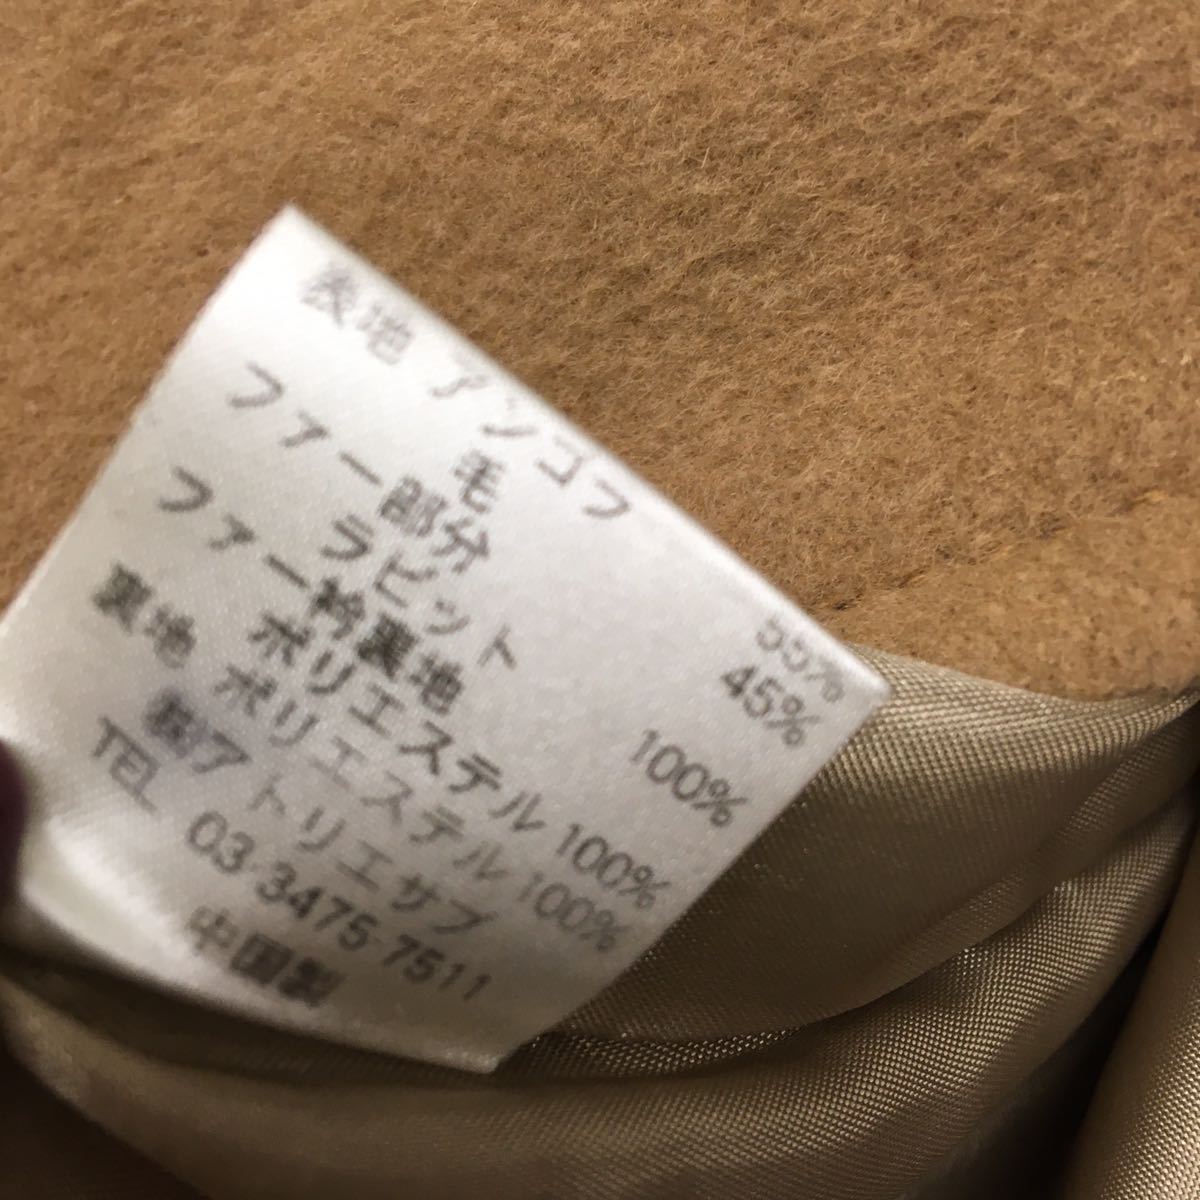 表地 アンゴラ 55%
毛 45%
ファー部分
ラビット 100%
ファー衿裏地
ポリエステル 100%
裏地 ポリエステル 100%
㈱アトリエサブ
TEL 03-3475-7511
中国製